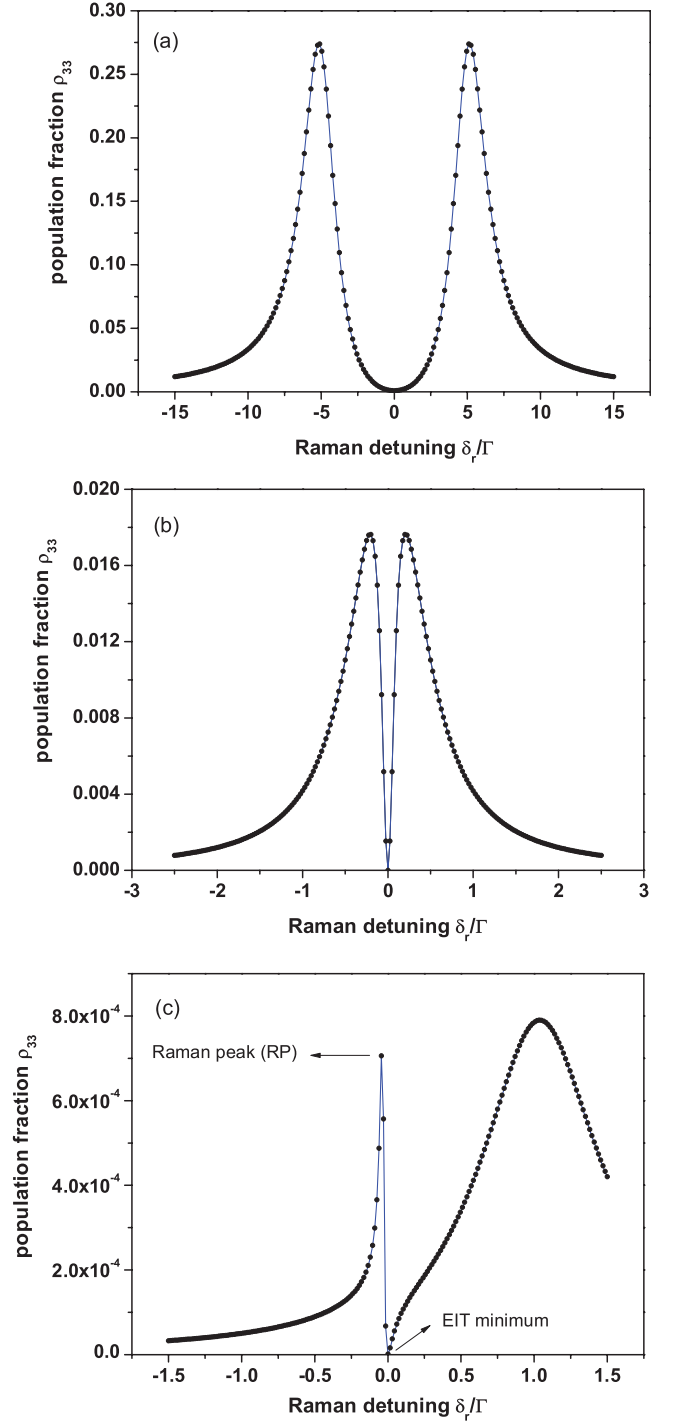 (a)
population fraction ρ33
0.30
0.25
0.20
0.15
0.10
0.05
0.00
-15 -10 -5 0 5 10 15
Raman detuning δr/Γ
(b)
population fraction ρ33
0.020
0.016
0.012
0.008
0.004
0.000
-3 -2 -1 0 1 2 3
Raman detuning δr/Γ
(c)
population fraction ρ33
8.0x10-4
Raman peak (RP)
6.0x10-4
4.0x10-4
2.0x10-4
EIT minimum
0.0
-1.5 -1.0 -0.5 0.0 0.5 1.0 1.5
Raman detuning δr/Γ